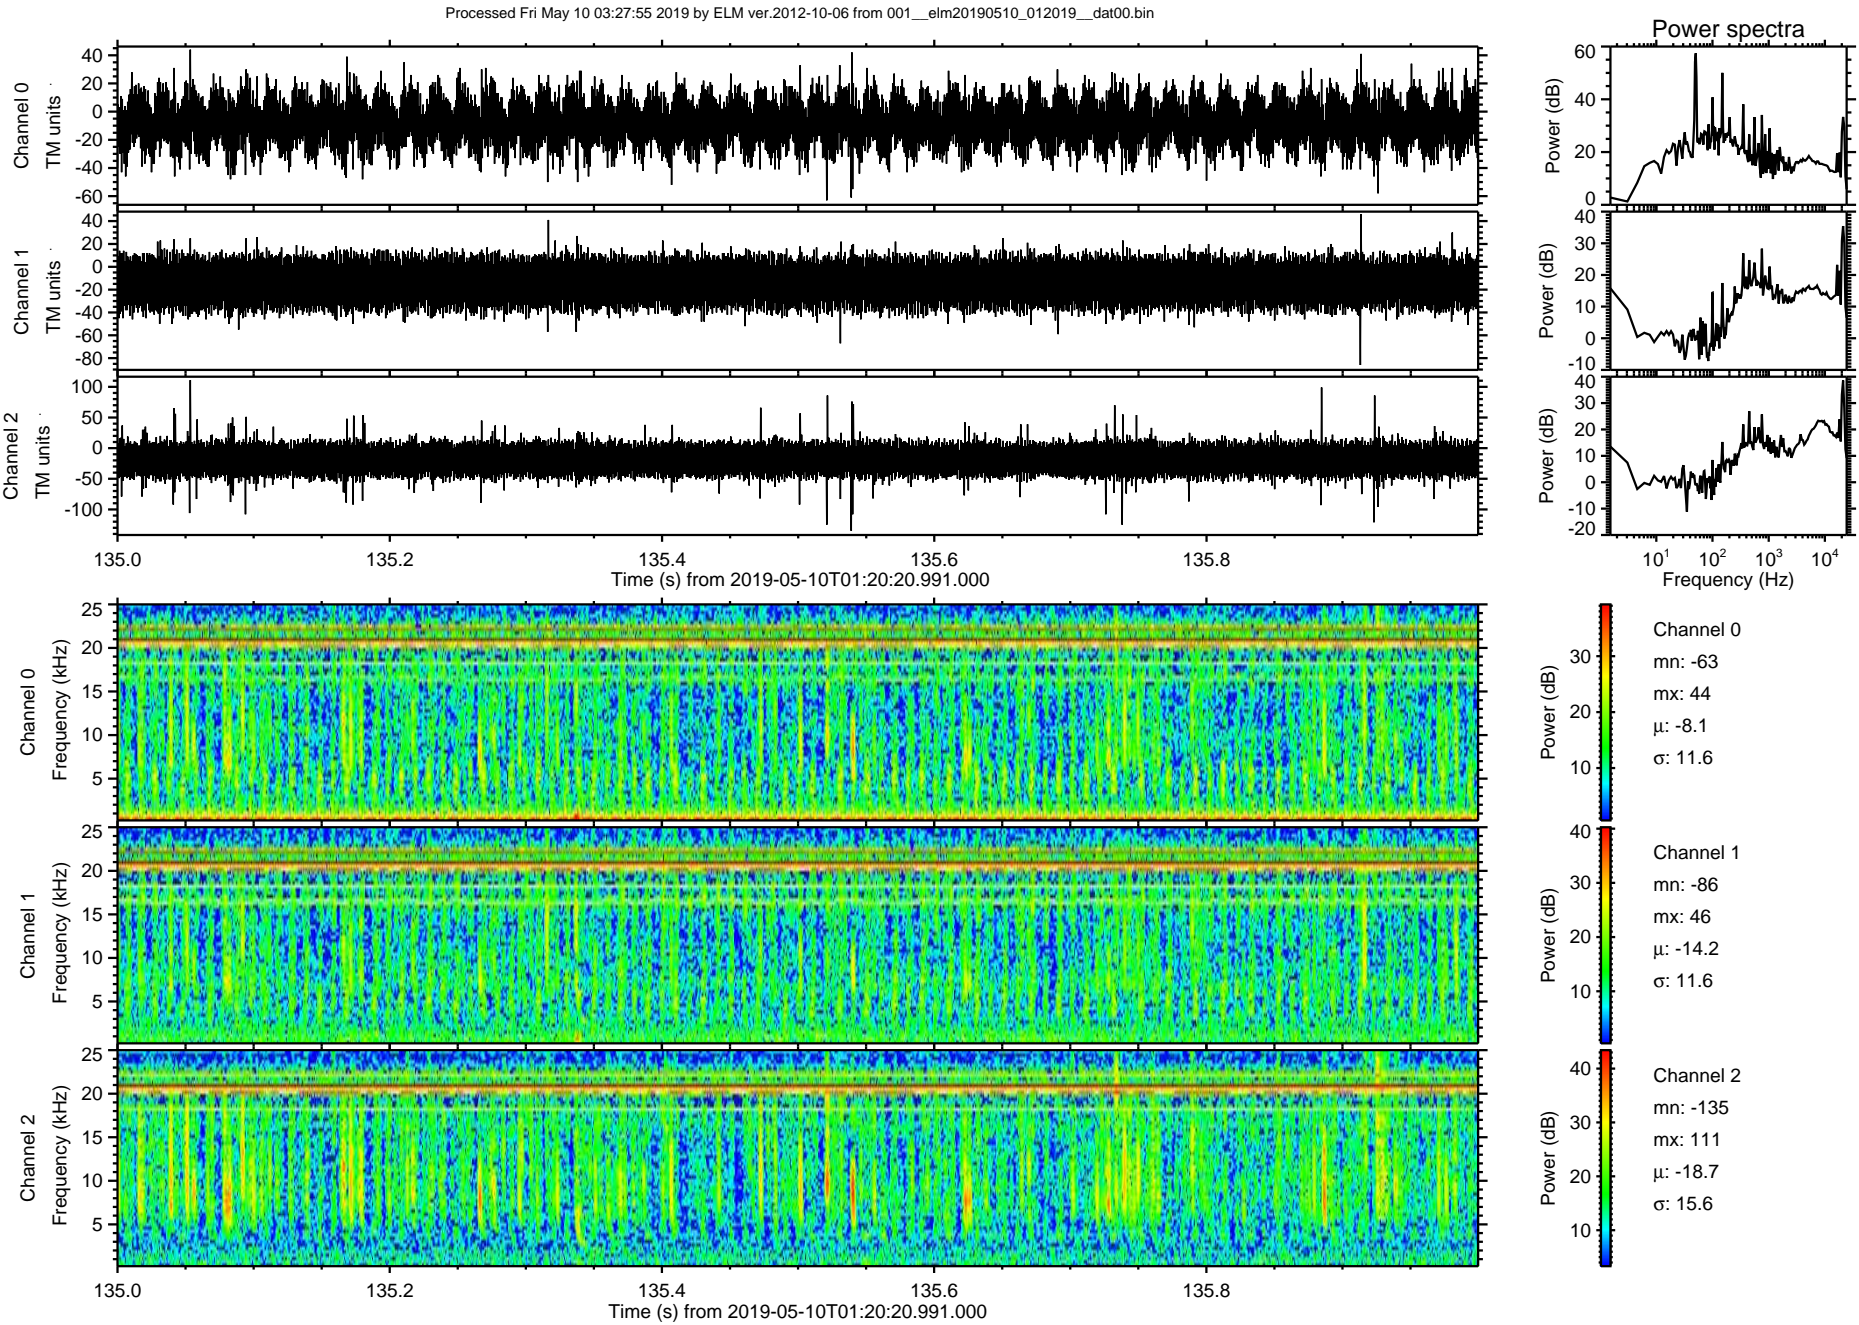 Processed Fri May 10 03:27:55 2019 by ELM ver.2012-10-06 from 001__elm20190510_012019__dat00.bin
Power spectra
Channel 0
TM units
40
20
0
-20
-40
-60
Power (dB)
60
40
20
0
Channel 1
TM units
40
20
0
-20
-40
-60
-80
Power (dB)
40
30
20
10
0
-10
Channel 2
TM units
100
50
0
-50
-100
Power (dB)
40
30
20
10
0
-10
-20
135.0 135.2 135.4 135.6 135.8
Time (s) from 2019-05-10T01:20:20.991.000
10¹ 10² 10³ 10⁴
Frequency (Hz)
Channel 0
Frequency (kHz)
25
20
15
10
5
Power (dB)
30
20
10
Channel 0
mn: -63
mx: 44
μ: -8.1
σ: 11.6
Channel 1
Frequency (kHz)
25
20
15
10
5
Power (dB)
40
30
20
10
Channel 1
mn: -86
mx: 46
μ: -14.2
σ: 11.6
Channel 2
Frequency (kHz)
25
20
15
10
5
Power (dB)
40
30
20
10
Channel 2
mn: -135
mx: 111
μ: -18.7
σ: 15.6
135.0 135.2 135.4 135.6 135.8
Time (s) from 2019-05-10T01:20:20.991.000